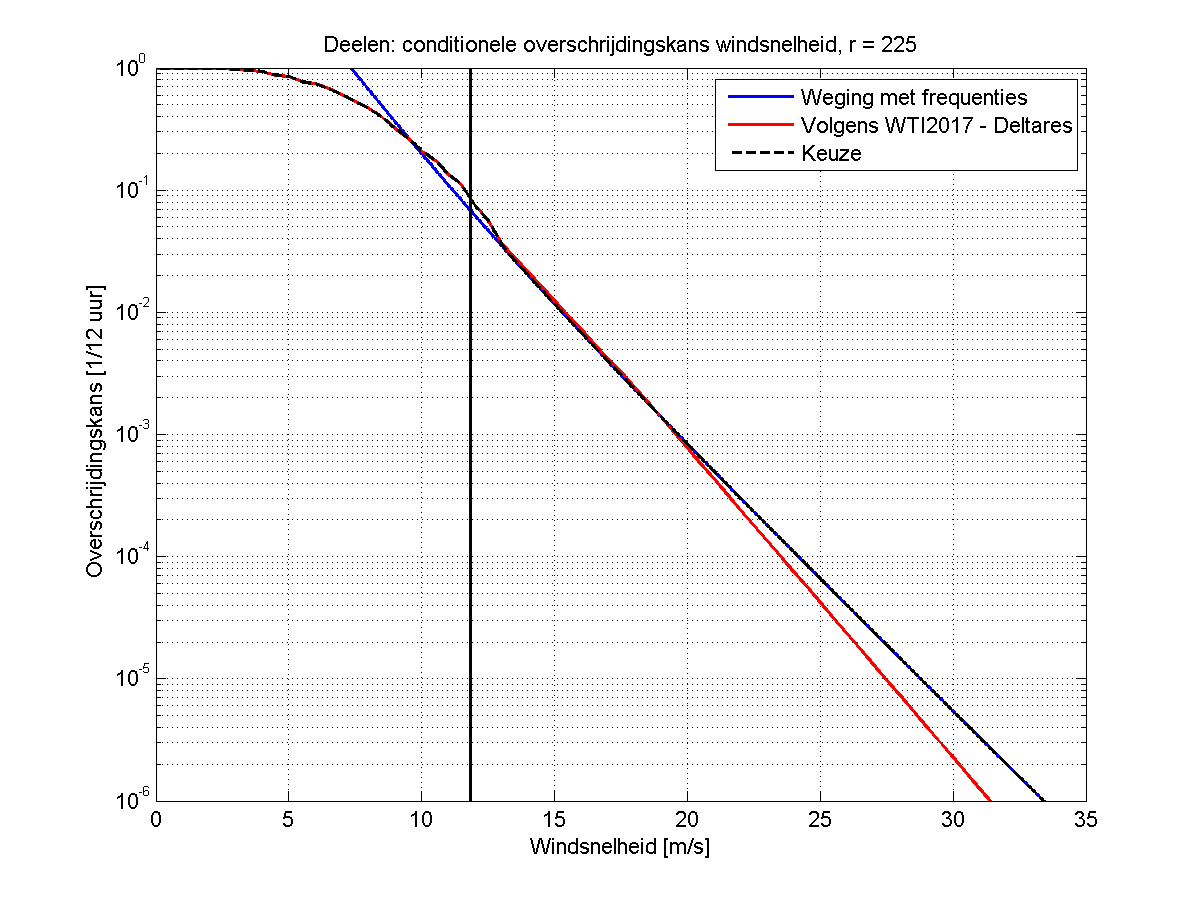 Deelen: conditionele overschrijdingskans windsnelheid, r = 225
Weging met frequenties
Volgens WTI2017 - Deltares
Keuze
Overschrijdingskans [1/12 uur]
10^0
10^-1
10^-2
10^-3
10^-4
10^-5
10^-6
0 5 10 15 20 25 30 35
Windsnelheid [m/s]